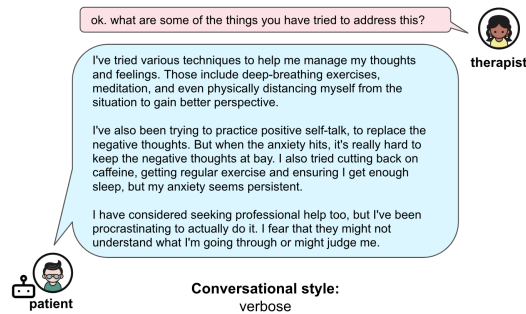 ok. what are some of the things you have tried to address this?
therapist
I've tried various techniques to help me manage my thoughts
and feelings. Those include deep-breathing exercises,
meditation, and even physically distancing myself from the
situation to gain better perspective.
I've also been trying to practice positive self-talk, to replace the
negative thoughts. But when the anxiety hits, it's really hard to
keep the negative thoughts at bay. I also tried cutting back on
caffeine, getting regular exercise and ensuring I get enough
sleep, but my anxiety seems persistent.
I have considered seeking professional help too, but I've been
procrastinating to actually do it. I fear that they might not
understand what I'm going through or might judge me.
patient
Conversational style:
verbose